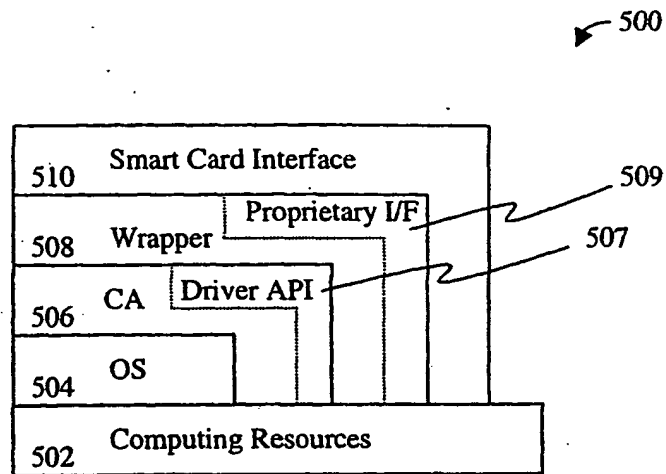 500
510 Smart Card Interface
Proprietary I/F
509
508 Wrapper
507
506 CA
Driver API
504 OS
502 Computing Resources